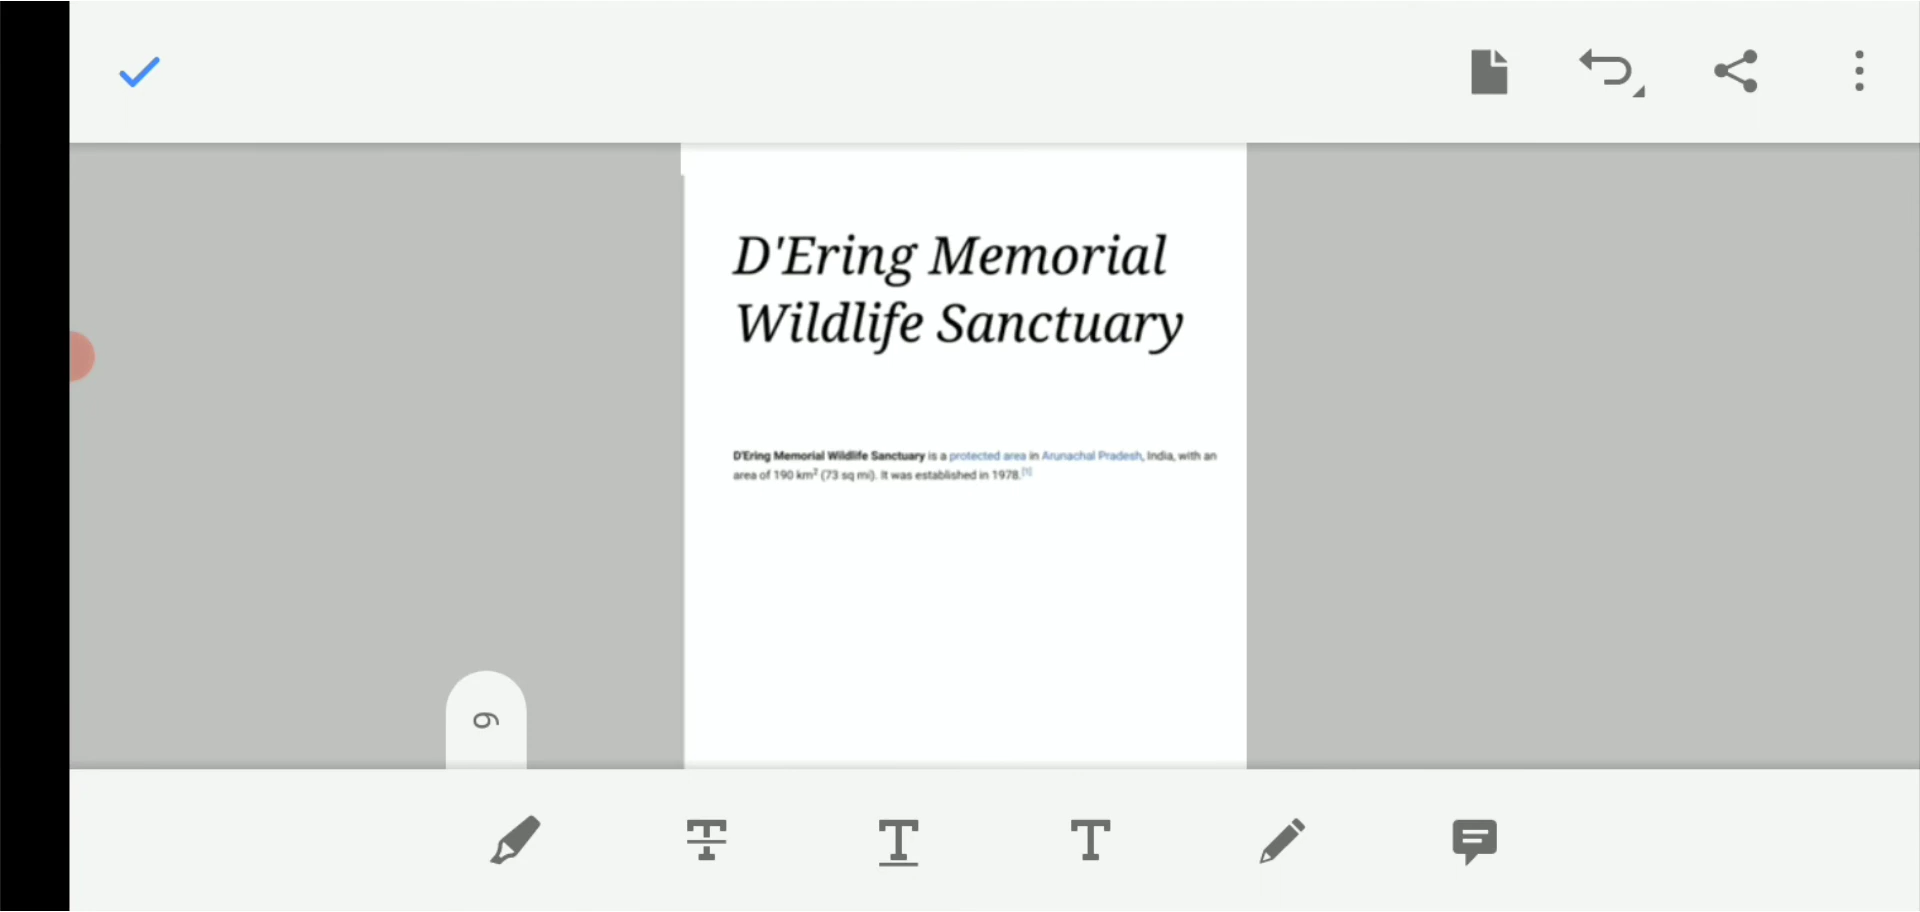 D'Ering Memorial
Wildlife Sanctuary
D'Ering Memorial Wildlife Sanctuary is a protected area in Arunachal Pradesh, India, with an
area of 190 km² (73 sq mi). It was established in 1978.[1]
6